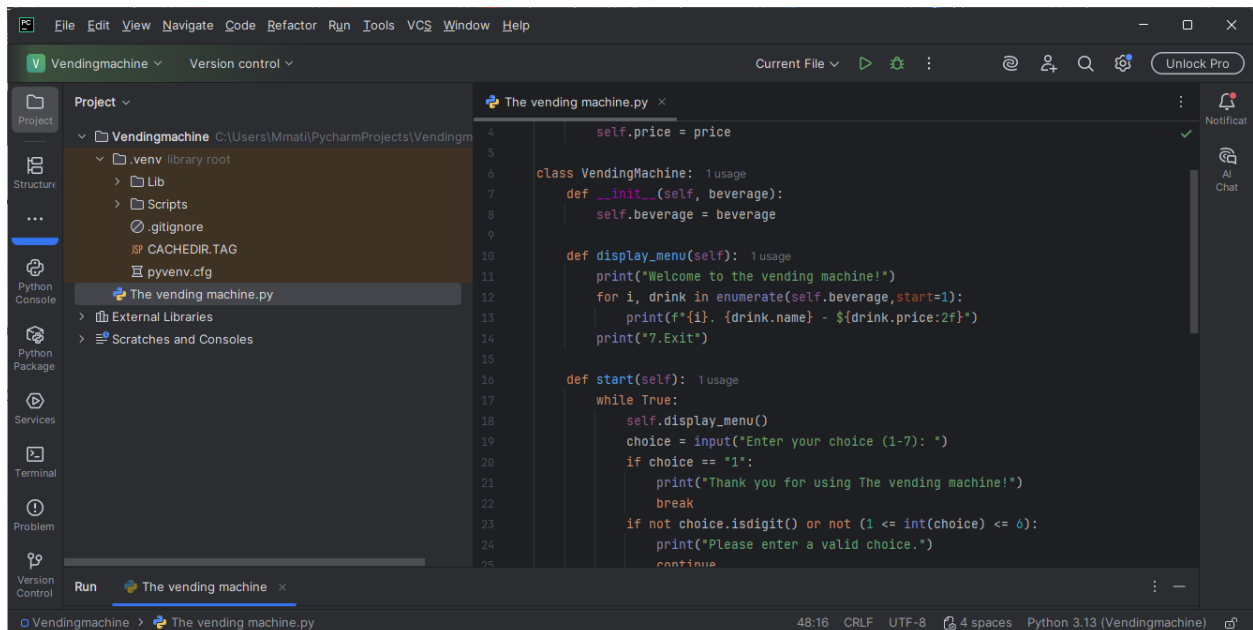 PC File Edit View Navigate Code Refactor Run Tools VCS Window Help
V Vendingmachine Version control Current File Unlock Pro
Project
Structure
Python
Console
Python
Package
Services
Terminal
Problem
Version
Control
Project
Vendingmachine C:\Users\Mmati\PycharmProjects\Vendingm
.venv library root
Lib
Scripts
.gitignore
JSP CACHEDIR.TAG
pyvenv.cfg
The vending machine.py
External Libraries
Scratches and Consoles
The vending machine.py
4 self.price = price
5
6 class VendingMachine: 1 usage
7 def __init__(self, beverage):
8 self.beverage = beverage
9
10 def display_menu(self): 1 usage
11 print("Welcome to the vending machine!")
12 for i, drink in enumerate(self.beverage,start=1):
13 print(f"{i}. {drink.name} - ${drink.price:2f}")
14 print("7.Exit")
15
16 def start(self): 1 usage
17 while True:
18 self.display_menu()
19 choice = input("Enter your choice (1-7): ")
20 if choice == "1":
21 print("Thank you for using The vending machine!")
22 break
23 if not choice.isdigit() or not (1 <= int(choice) <= 6):
24 print("Please enter a valid choice.")
25 continue
Notificat
AI
Chat
Run The vending machine
Vendingmachine > The vending machine.py 48:16 CRLF UTF-8 4 spaces Python 3.13 (Vendingmachine)